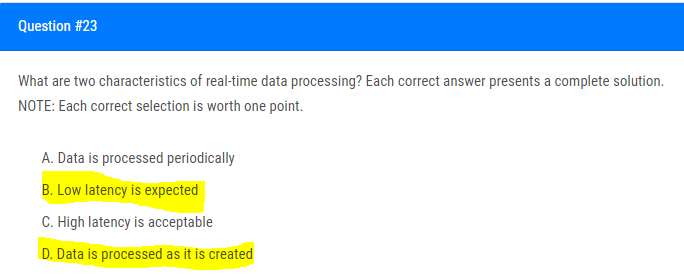 Question #23
What are two characteristics of real-time data processing? Each correct answer presents a complete solution.
NOTE: Each correct selection is worth one point.
A. Data is processed periodically
B. Low latency is expected
C. High latency is acceptable
D. Data is processed as it is created